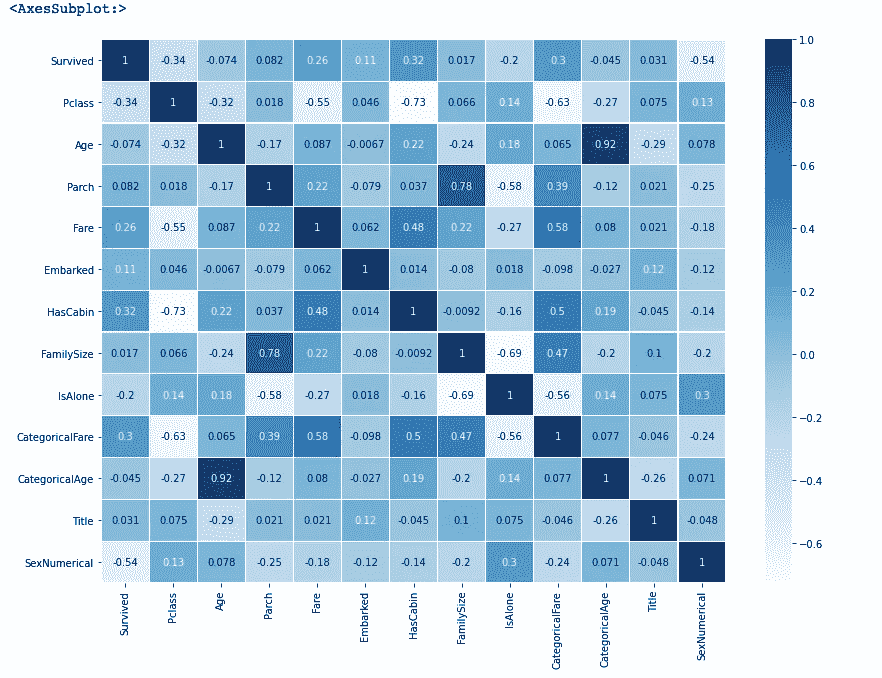 <AxesSubplot:>
Survived 1 -0.34 -0.074 0.082 0.26 0.11 0.32 0.017 -0.2 0.3 -0.045 0.031 -0.54
Pclass -0.34 1 -0.32 0.018 -0.55 0.046 -0.73 0.066 0.14 -0.63 -0.27 0.075 0.13
Age -0.074 -0.32 1 -0.17 0.087 -0.0067 0.22 -0.24 0.18 0.065 0.92 -0.29 0.078
Parch 0.082 0.018 -0.17 1 0.22 -0.079 0.037 0.78 -0.58 0.39 -0.12 0.021 -0.25
Fare 0.26 -0.55 0.087 0.22 1 0.062 0.48 0.22 -0.27 0.58 0.08 0.021 -0.18
Embarked 0.11 0.046 -0.0067 -0.079 0.062 1 0.014 -0.08 0.018 -0.098 -0.027 0.12 -0.12
HasCabin 0.32 -0.73 0.22 0.037 0.48 0.014 1 -0.0092 -0.16 0.5 0.19 -0.045 -0.14
FamilySize 0.017 0.066 -0.24 0.78 0.22 -0.08 -0.0092 1 -0.69 0.47 -0.2 0.1 -0.2
IsAlone -0.2 0.14 0.18 -0.58 -0.27 0.018 -0.16 -0.69 1 -0.56 0.14 0.075 0.3
CategoricalFare 0.3 -0.63 0.065 0.39 0.58 -0.098 0.5 0.47 -0.56 1 0.077 -0.046 -0.24
CategoricalAge -0.045 -0.27 0.92 -0.12 0.08 -0.027 0.19 -0.2 0.14 0.077 1 -0.26 0.071
Title 0.031 0.075 -0.29 0.021 0.021 0.12 -0.045 0.1 0.075 -0.046 -0.26 1 -0.048
SexNumerical -0.54 0.13 0.078 -0.25 -0.18 -0.12 -0.14 -0.2 0.3 -0.24 0.071 -0.048 1
Survived Pclass Age Parch Fare Embarked HasCabin FamilySize IsAlone CategoricalFare CategoricalAge Title SexNumerical
1.0
0.8
0.6
0.4
0.2
0.0
-0.2
-0.4
-0.6